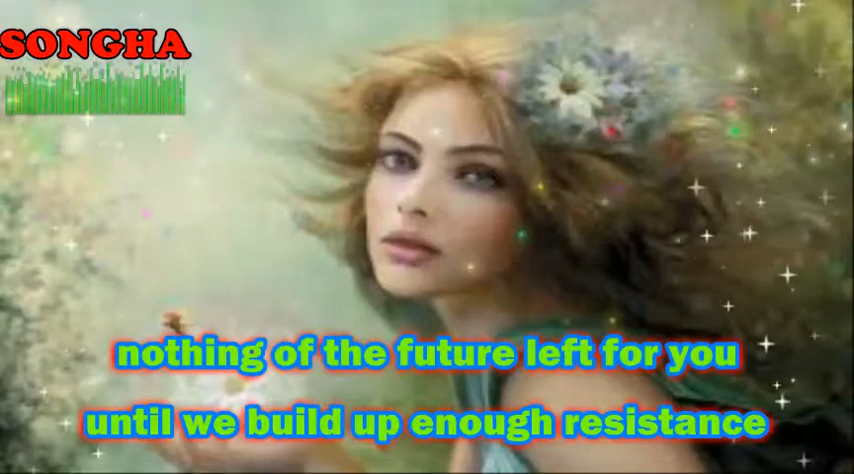 SONGHA
nothing of the future left for you
until we build up enough resistance